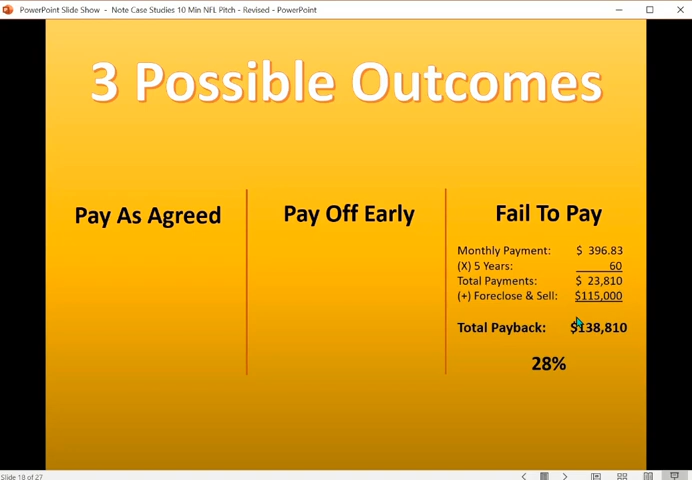 PowerPoint Slide Show - Note Case Studies 10 Min NFL Pitch - Revised - PowerPoint
3 Possible Outcomes
Pay As Agreed
Pay Off Early
Fail To Pay
Monthly Payment: $ 396.83
(X) 5 Years: 60
Total Payments: $ 23,810
(+) Foreclose & Sell: $115,000
Total Payback: $138,810
28%
Slide 18 of 27